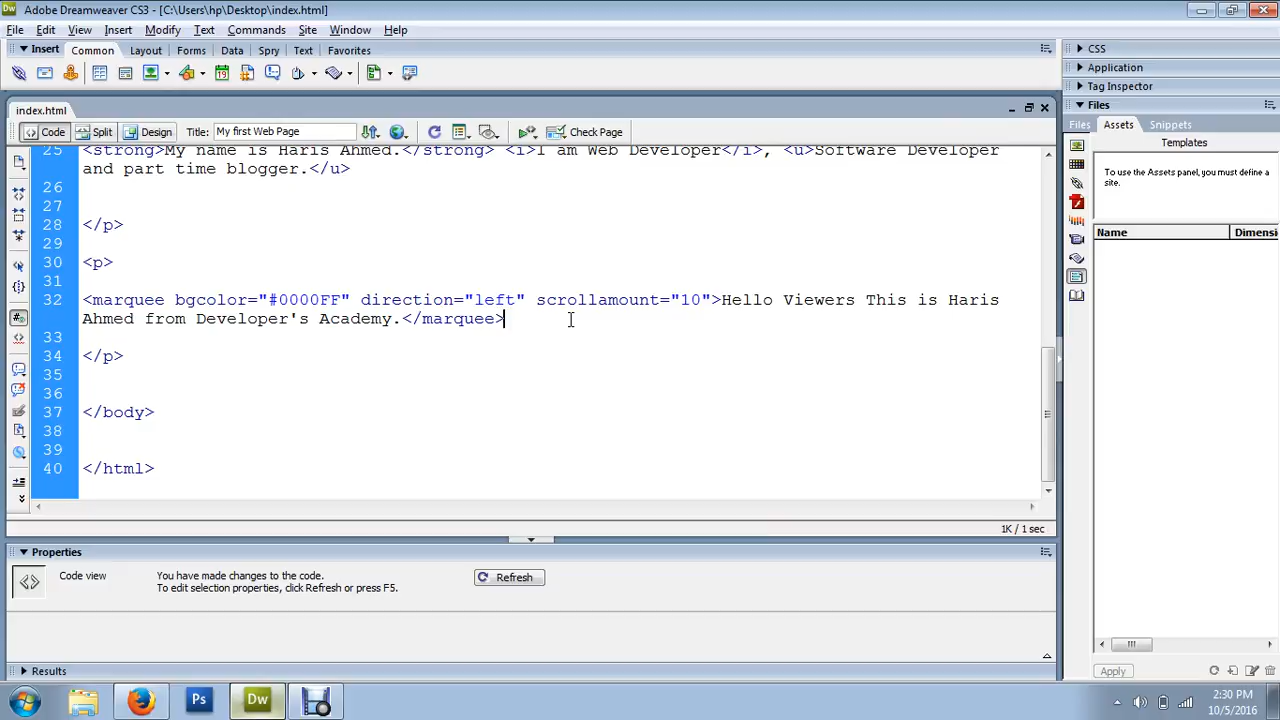 Adobe Dreamweaver CS3 - [C:\Users\hp\Desktop\index.html]
File Edit View Insert Modify Text Commands Site Window Help
Insert Common Layout Forms Data Spry Text Favorites
index.html
Code Split Design Title: My first Web Page Check Page
25 <strong>My name is Haris Ahmed.</strong> <i>I am Web Developer</i>, <u>Software Developer
and part time blogger.</u>
26
27
28 </p>
29
30 <p>
31
32 <marquee bgcolor="#0000FF" direction="left" scrollamount="10">Hello Viewers This is Haris
Ahmed from Developer's Academy.</marquee>
33
34 </p>
35
36
37 </body>
38
39
40 </html>
1K / 1 sec
Properties
Code view
You have made changes to the code.
To edit selection properties, click Refresh or press F5.
Refresh
Results
CSS
Application
Tag Inspector
Files
Files Assets Snippets
Templates
To use the Assets panel, you must define a
site.
Name Dimensi
Apply
Ps Dw
2:30 PM
10/5/2016